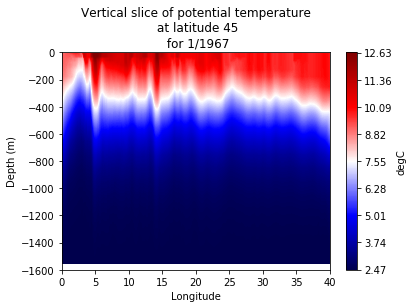 Vertical slice of potential temperature
at latitude 45
for 1/1967
0
−200
−400
−600
−800
−1000
−1200
−1400
−1600
Depth (m)
0 5 10 15 20 25 30 35 40
Longitude
12.63
11.36
10.09
8.82
7.55
6.28
5.01
3.74
2.47
degC